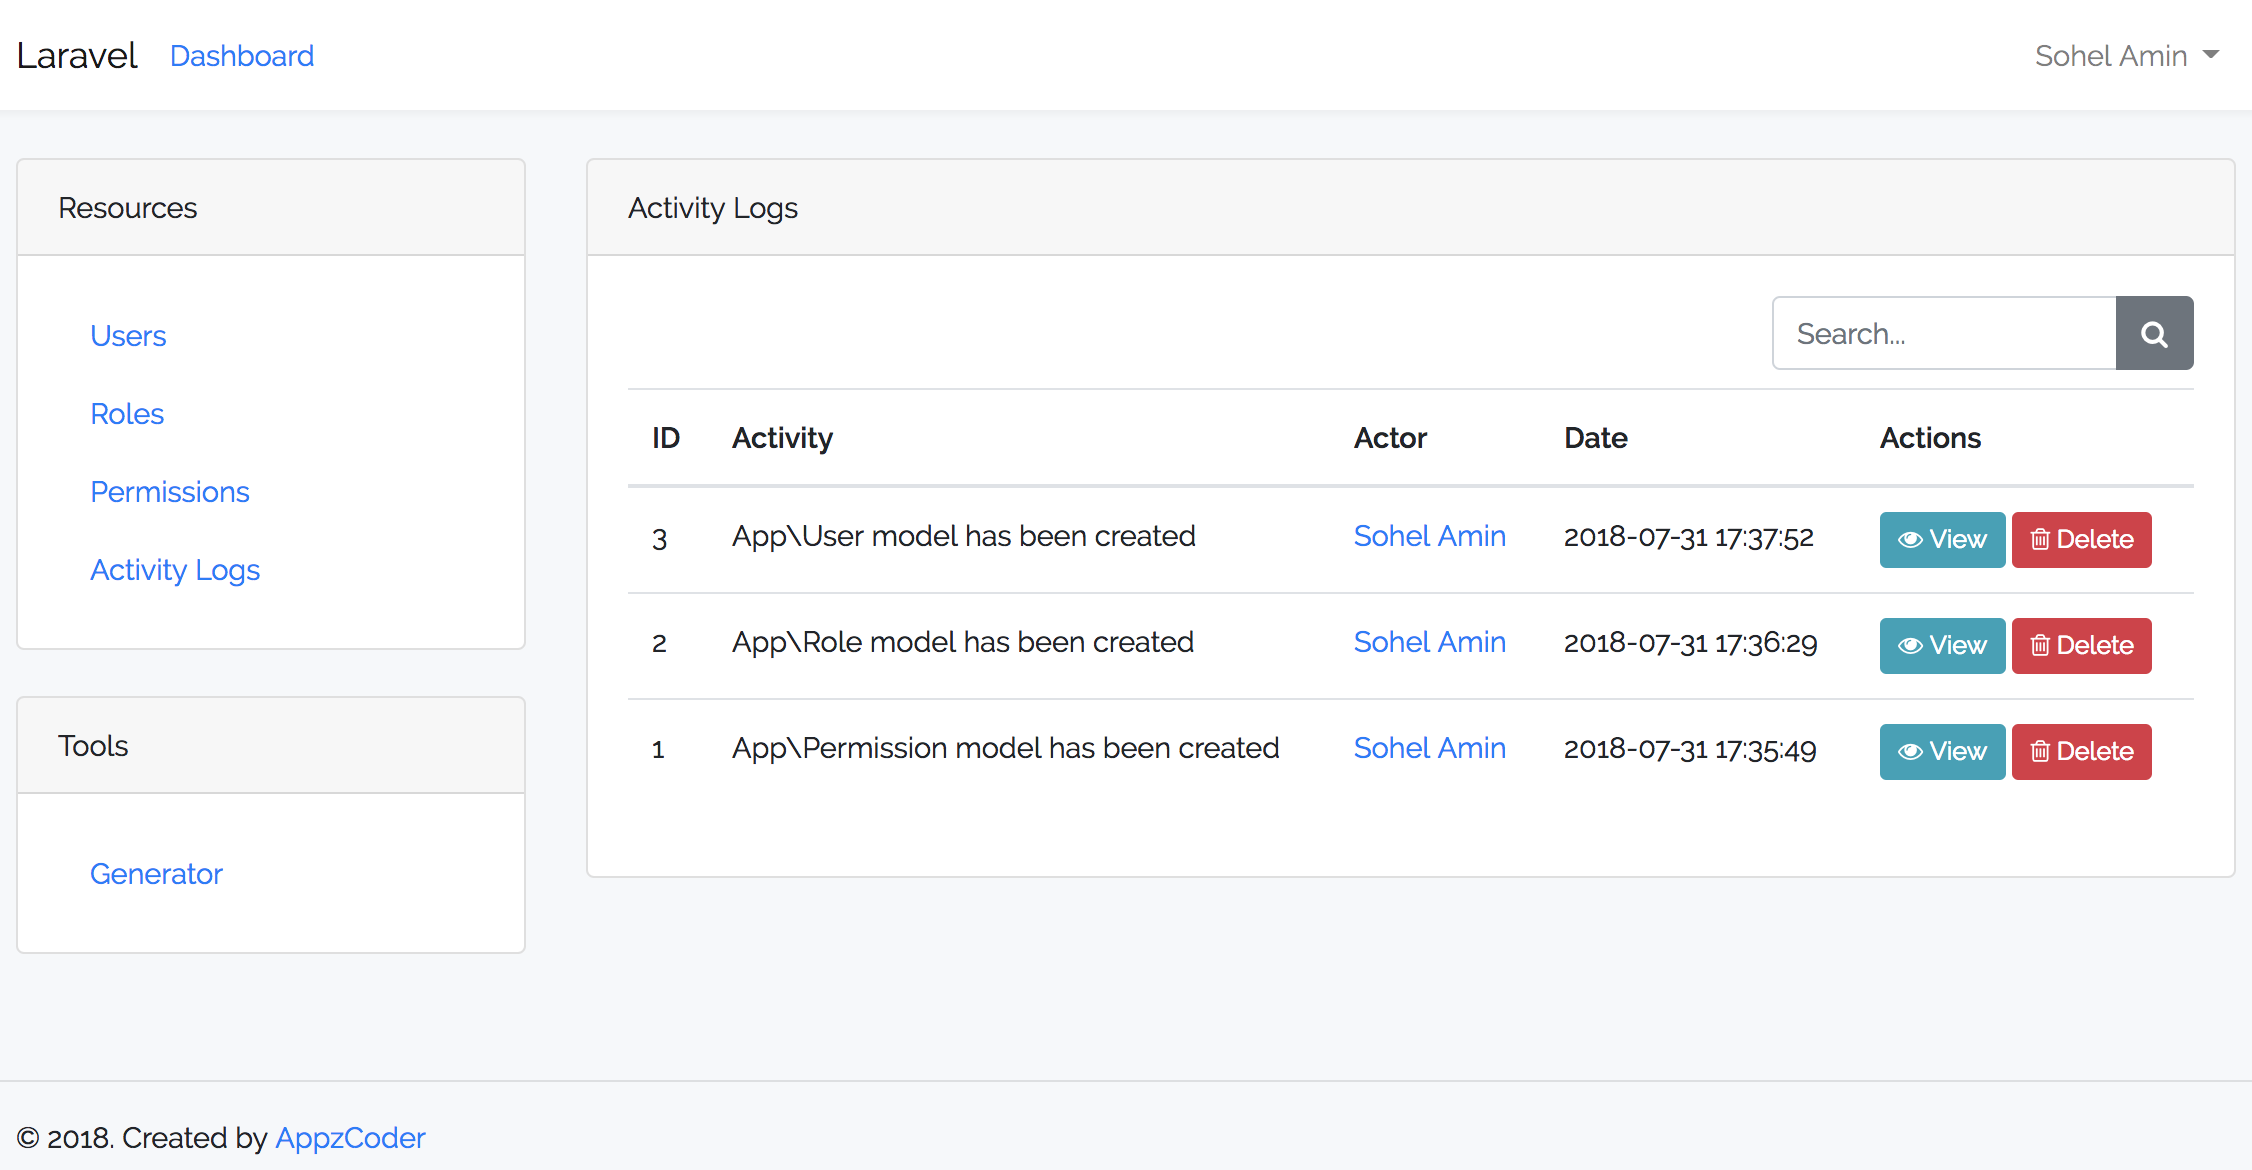 Laravel Dashboard Sohel Amin
Resources
Users
Roles
Permissions
Activity Logs
Tools
Generator
Activity Logs
Search...
ID Activity Actor Date Actions
3 App\User model has been created Sohel Amin 2018-07-31 17:37:52 View Delete
2 App\Role model has been created Sohel Amin 2018-07-31 17:36:29 View Delete
1 App\Permission model has been created Sohel Amin 2018-07-31 17:35:49 View Delete
© 2018. Created by AppzCoder